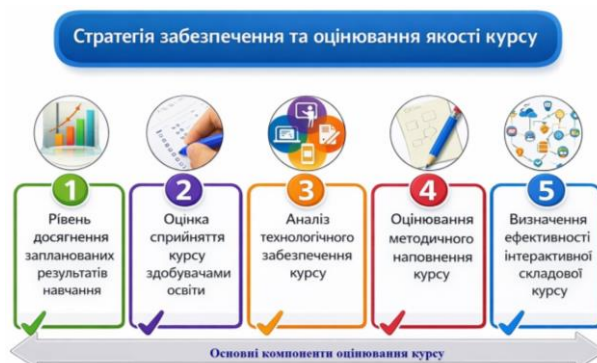 Стратегія забезпечення та оцінювання якості курсу
1
Рівень
досягнення
запланованих
результатів
навчання
2
Оцінка
сприйняття
курсу
здобувачами
освіти
3
Аналіз
технологічного
забезпечення
курсу
4
Оцінювання
методичного
наповнення
курсу
5
Визначення
ефективності
інтерактивної
складової
курсу
Основні компоненти оцінювання курсу